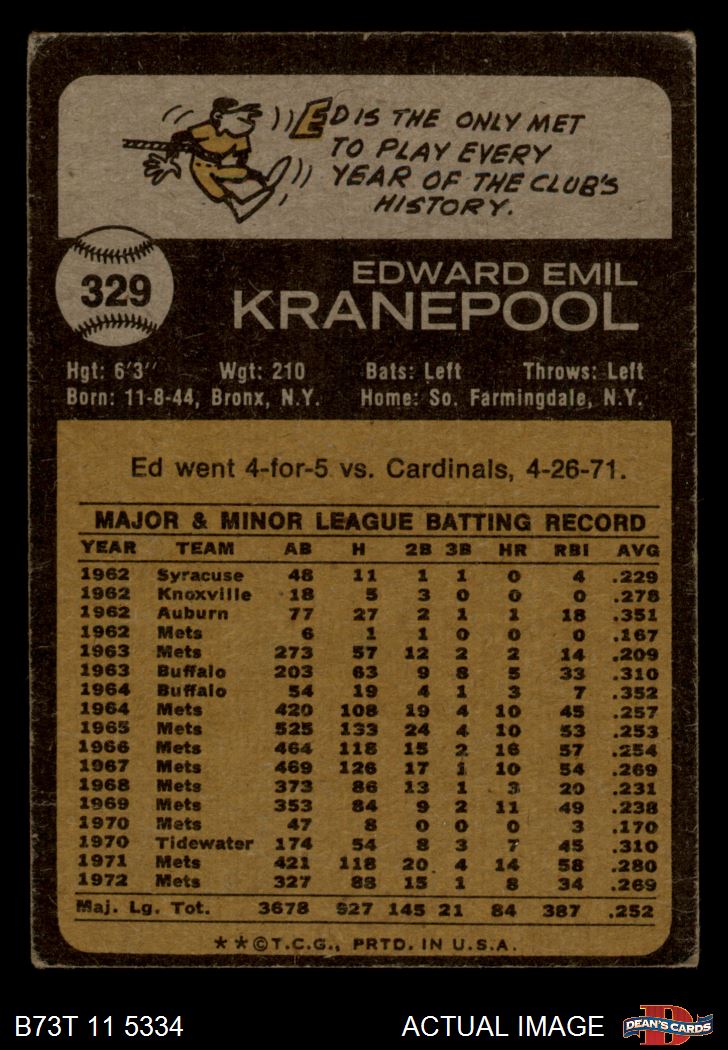 ED IS THE ONLY MET
TO PLAY EVERY
YEAR OF THE CLUB'S
HISTORY.
329
EDWARD EMIL
KRANEPOOL
Hgt: 6'3" Wgt: 210 Bats: Left Throws: Left
Born: 11-8-44, Bronx, N.Y. Home: So. Farmingdale, N.Y.
Ed went 4-for-5 vs. Cardinals, 4-26-71.
MAJOR & MINOR LEAGUE BATTING RECORD
YEAR TEAM AB H 2B 3B HR RBI AVG
1962 Syracuse 48 11 1 1 0 4 .229
1962 Knoxville 18 5 3 0 0 0 .278
1962 Auburn 77 27 2 1 1 18 .351
1962 Mets 6 1 1 0 0 0 .167
1963 Mets 273 57 12 2 2 14 .209
1963 Buffalo 203 63 9 8 5 33 .310
1964 Buffalo 54 19 4 1 3 7 .352
1964 Mets 420 108 19 4 10 45 .257
1965 Mets 525 133 24 4 10 53 .253
1966 Mets 464 118 15 2 16 57 .254
1967 Mets 469 126 17 1 10 54 .269
1968 Mets 373 86 13 1 3 20 .231
1969 Mets 353 84 9 2 11 49 .238
1970 Mets 47 8 0 0 0 3 .170
1970 Tidewater 174 54 8 3 7 45 .310
1971 Mets 421 118 20 4 14 58 .280
1972 Mets 327 88 15 1 8 34 .269
Maj. Lg. Tot. 3678 927 145 21 84 387 .252
★★©T.C.G., PRTD. IN U.S.A.
B73T 11 5334 ACTUAL IMAGE
D
DEAN'S CARDS